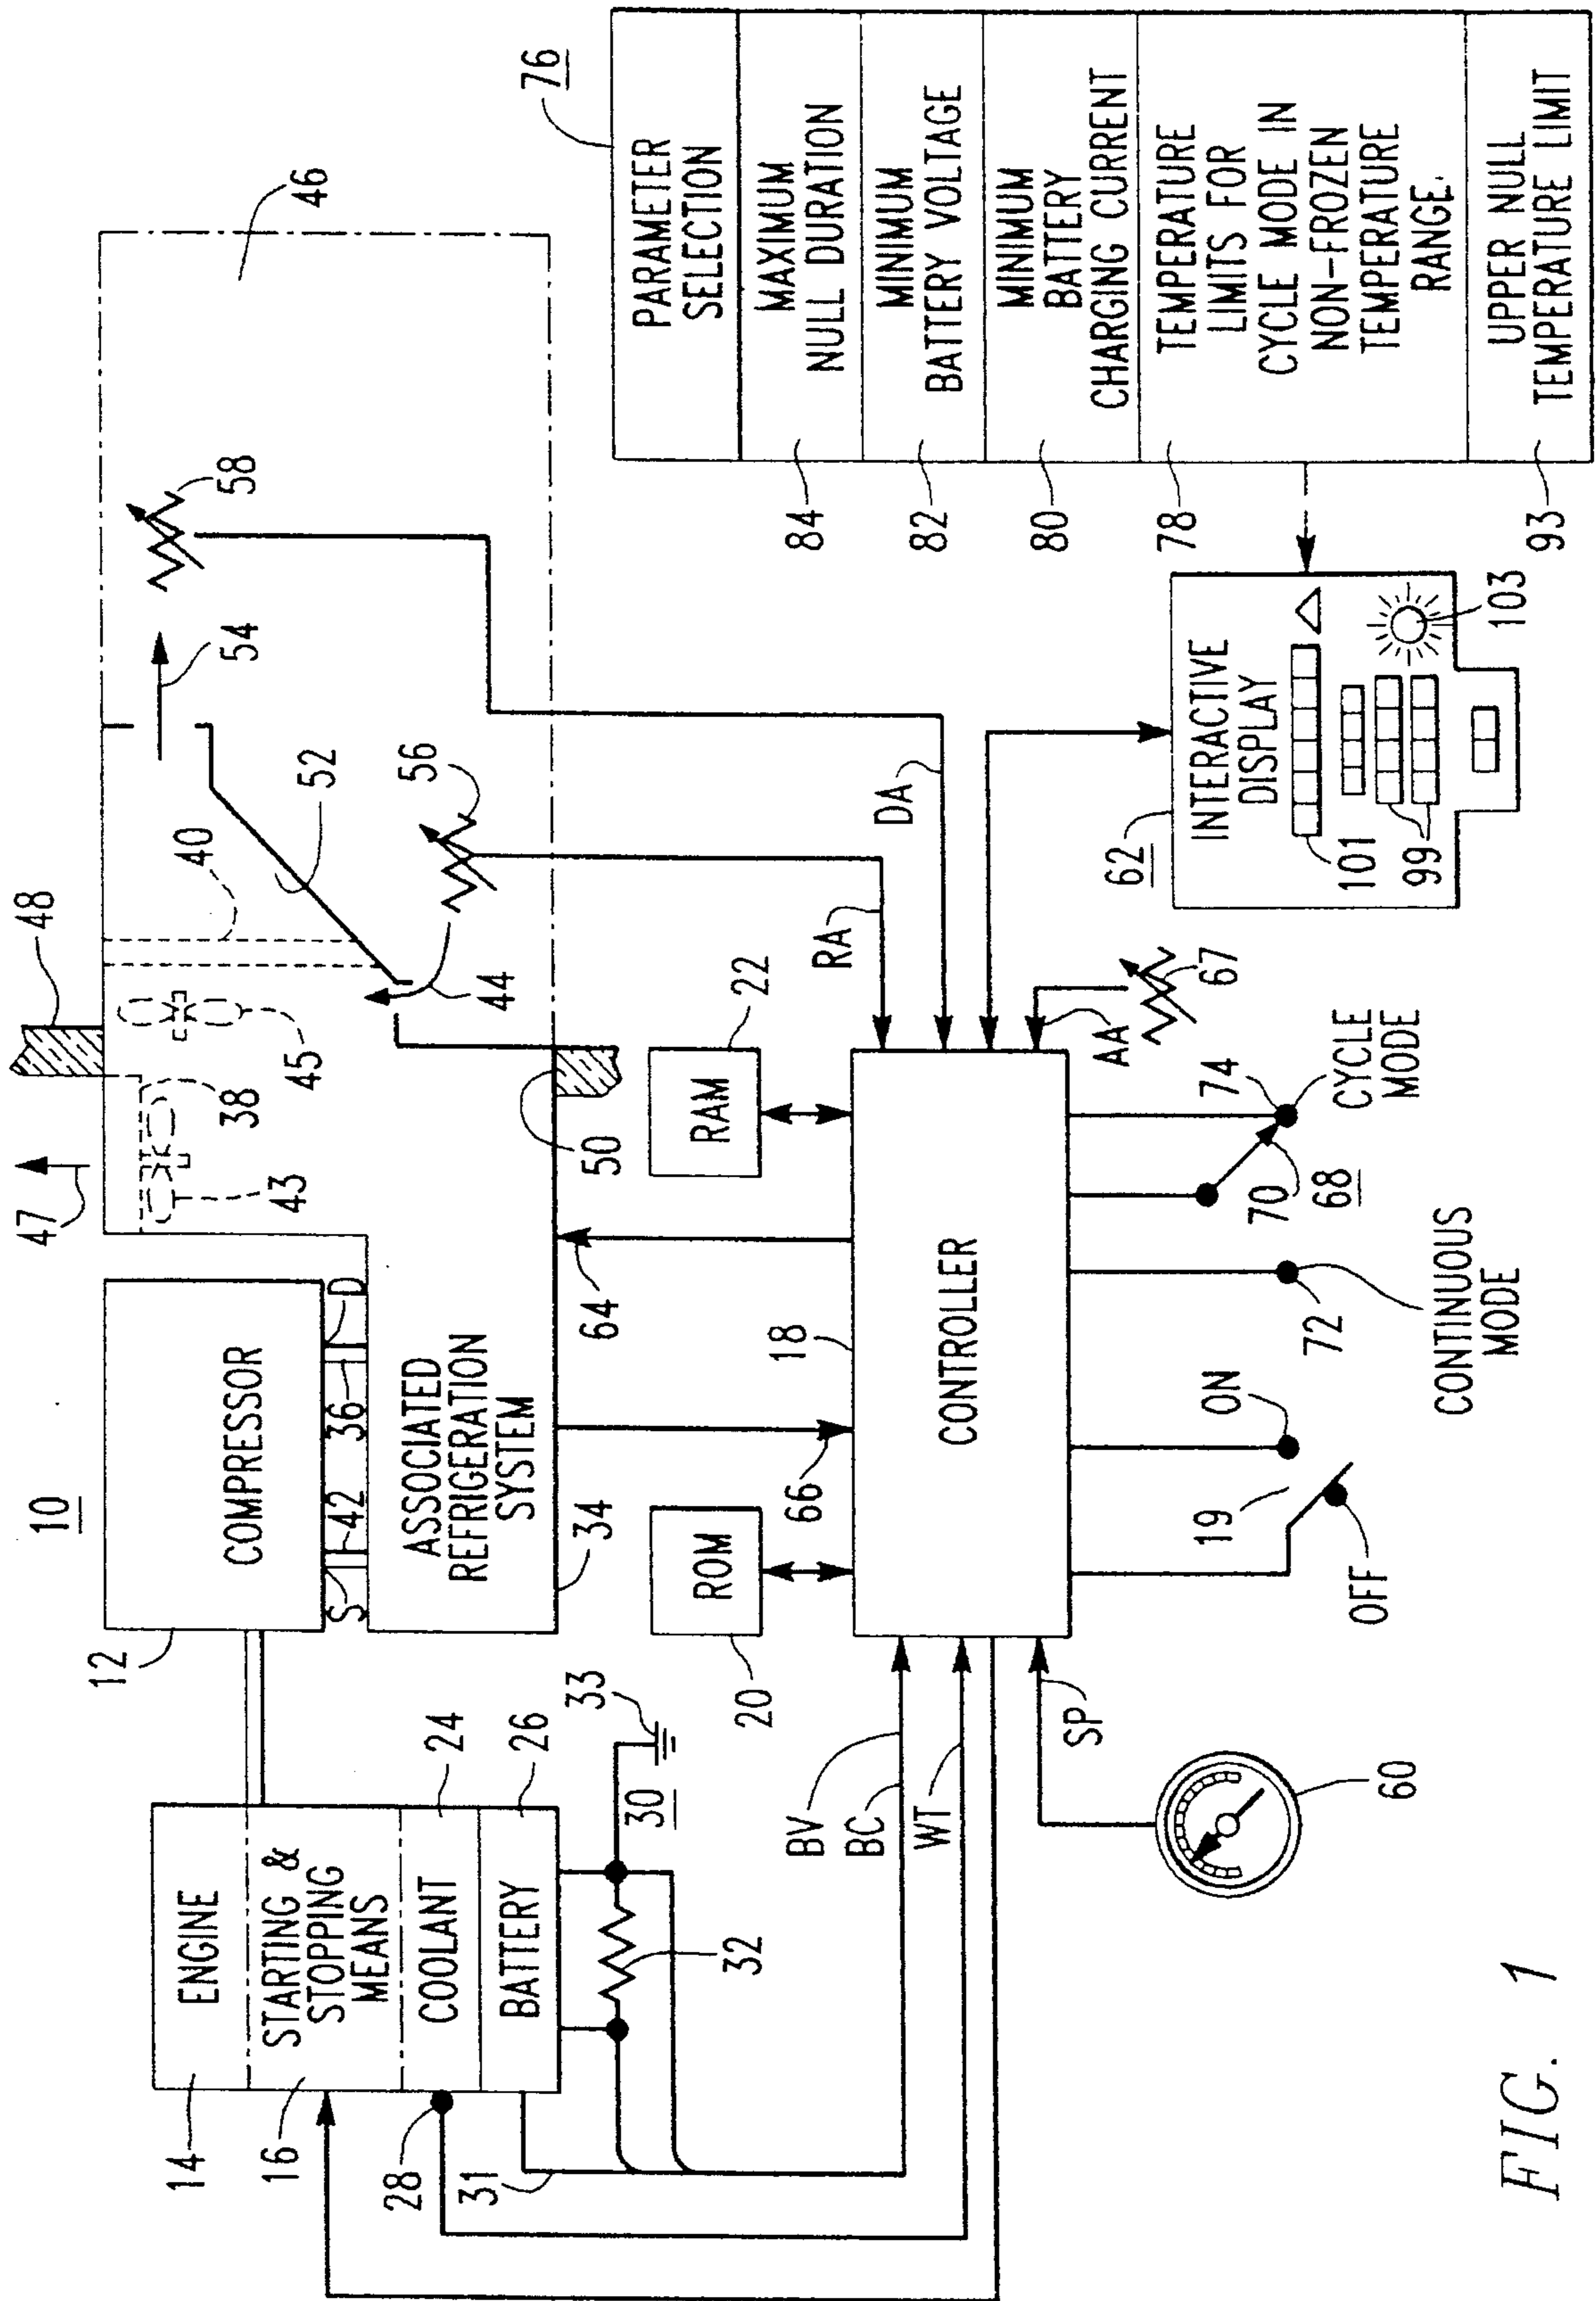 10
47
48
46
12
COMPRESSOR
S
42
36
D
43
38
45
40
52
54
58
56
44
50
14
ENGINE
16
STARTING &
STOPPING
MEANS
COOLANT
24
BATTERY
26
28
31
32
30
33
ASSOCIATED
REFRIGERATION
SYSTEM
34
66
64
20
ROM
RAM
22
RA
DA
18
CONTROLLER
BV
BC
WT
SP
60
AA
67
19
ON
OFF
72
CONTINUOUS
MODE
70
68
74
CYCLE
MODE
62
INTERACTIVE
DISPLAY
101
99
103
76
PARAMETER
SELECTION
84
MAXIMUM
NULL DURATION
82
MINIMUM
BATTERY VOLTAGE
80
MINIMUM
BATTERY
CHARGING CURRENT
78
TEMPERATURE
LIMITS FOR
CYCLE MODE IN
NON-FROZEN
TEMPERATURE
RANGE.
93
UPPER NULL
TEMPERATURE LIMIT
FIG. 1